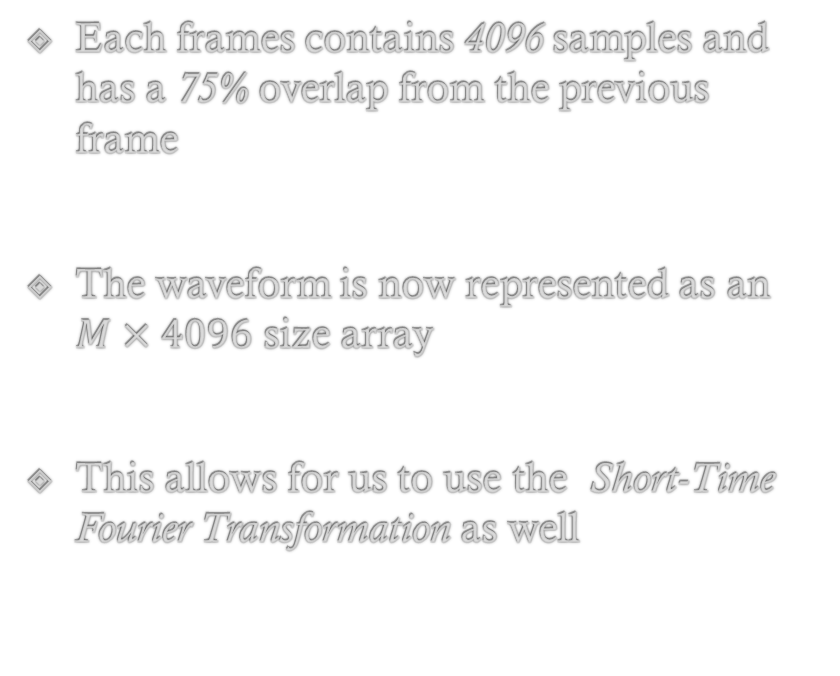 Each frames contains 4096 samples and
has a 75% overlap from the previous
frame
The waveform is now represented as an
M × 4096 size array
This allows for us to use the Short-Time
Fourier Transformation as well